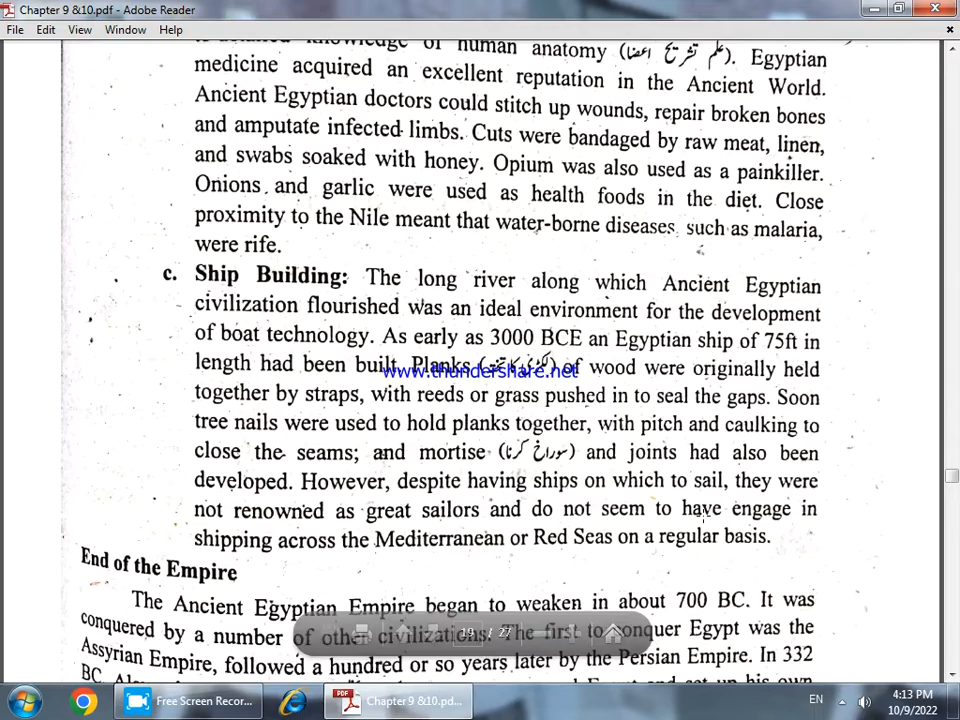 Chapter 9 &10.pdf - Adobe Reader
File Edit View Window Help
of human anatomy (علم تشریح اعضا). Egyptian
medicine acquired an excellent reputation in the Ancient World.
Ancient Egyptian doctors could stitch up wounds, repair broken bones
and amputate infected limbs. Cuts were bandaged by raw meat, linen,
and swabs soaked with honey. Opium was also used as a painkiller.
Onions and garlic were used as health foods in the diet. Close
proximity to the Nile meant that water-borne diseases such as malaria,
were rife.
c. Ship Building: The long river along which Ancient Egyptian
civilization flourished was an ideal environment for the development
of boat technology. As early as 3000 BCE an Egyptian ship of 75ft in
length had been built. Planks of wood were originally held
www.thundershare.net
together by straps, with reeds or grass pushed in to seal the gaps. Soon
tree nails were used to hold planks together, with pitch and caulking to
close the seams; and mortise (سوراخ کرنا) and joints had also been
developed. However, despite having ships on which to sail, they were
not renowned as great sailors and do not seem to have engage in
shipping across the Mediterranean or Red Seas on a regular basis.
End of the Empire
The Ancient Egyptian Empire began to weaken in about 700 BC. It was
conquered by a number of other civilizations. The first to conquer Egypt was the
19 / 27
Assyrian Empire, followed a hundred or so years later by the Persian Empire. In 332
BC,
Free Screen Recor...
Chapter 9 &10.pd...
EN
4:13 PM
10/9/2022